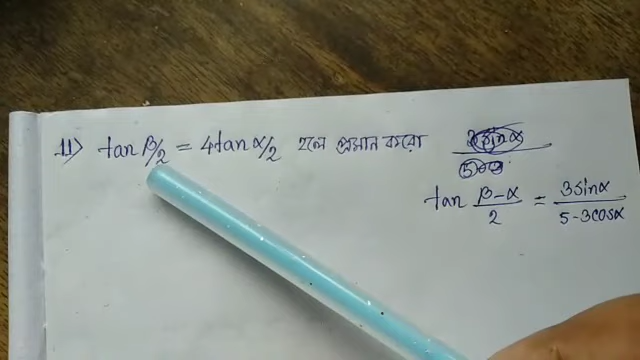 11> tan β/2 = 4tan α/2 হলে প্রমান করো
tan (β-α)/2 = 3sinα/(5-3cosα)